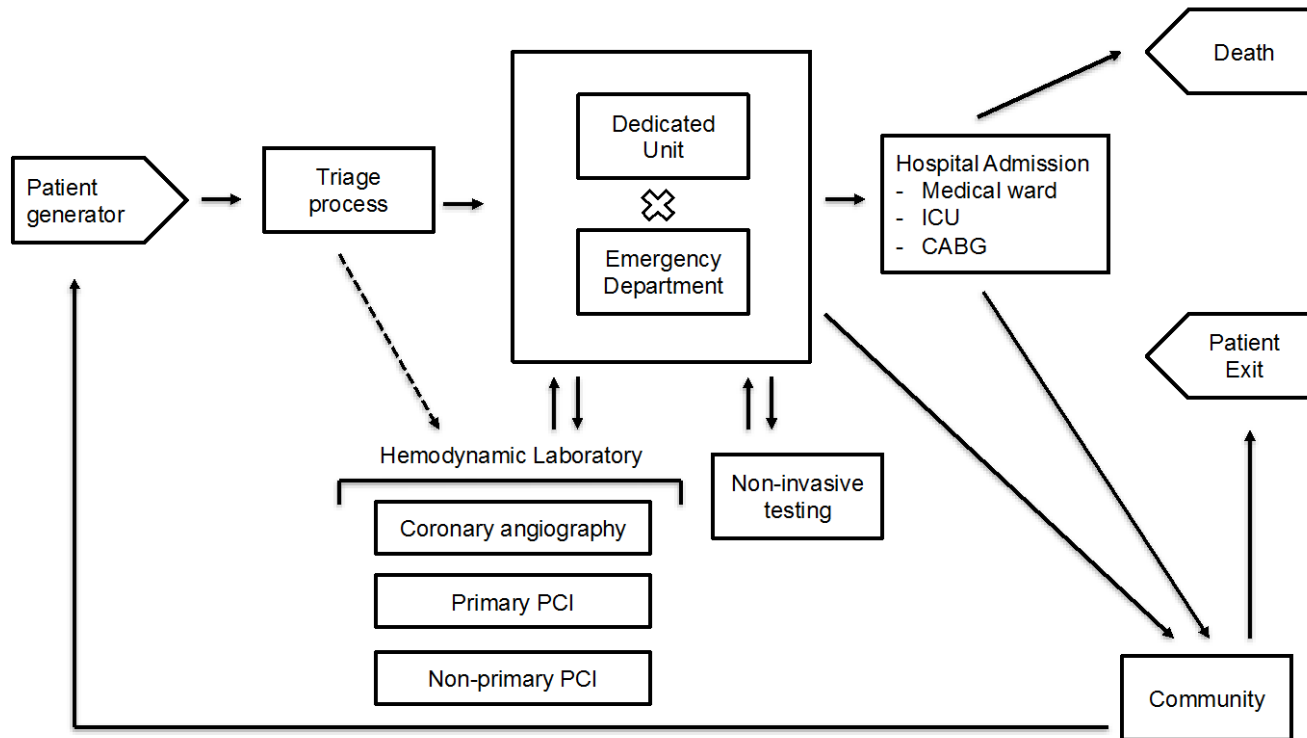 Patient
generator
Triage
process
Dedicated
Unit
Emergency
Department
Hospital Admission
- Medical ward
- ICU
- CABG
Death
Patient
Exit
Hemodynamic Laboratory
Coronary angiography
Primary PCI
Non-primary PCI
Non-invasive
testing
Community